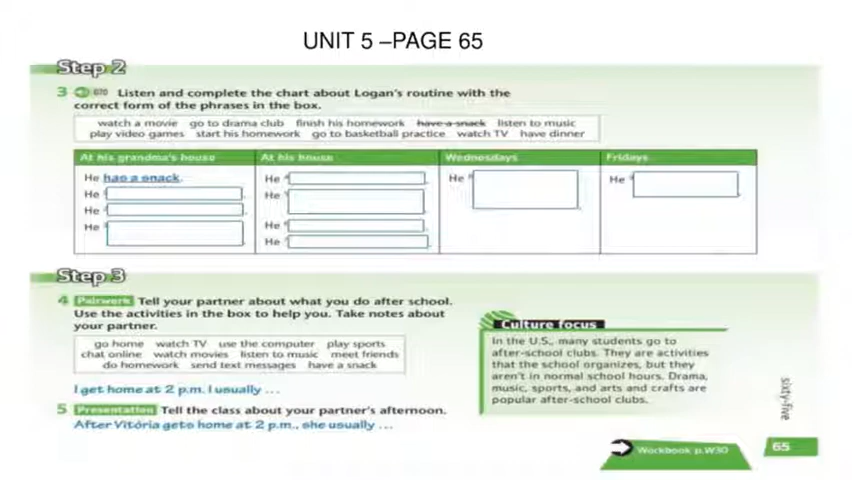 UNIT 5 –PAGE 65
Step 2
3 070 Listen and complete the chart about Logan's routine with the
correct form of the phrases in the box.
watch a movie go to drama club finish his homework have a snack listen to music
play video games start his homework go to basketball practice watch TV have dinner
At his grandma's house At his house Wednesdays Fridays
He has a snack. He He He
He He
He
He He
He
Step 3
4 Pairwork Tell your partner about what you do after school.
Use the activities in the box to help you. Take notes about
your partner.
go home watch TV use the computer play sports
chat online watch movies listen to music meet friends
do homework send text messages have a snack
I get home at 2 p.m. I usually ...
5 Presentation Tell the class about your partner's afternoon.
After Vitória gets home at 2 p.m., she usually ...
Culture focus
In the U.S., many students go to
after-school clubs. They are activities
that the school organizes, but they
aren't in normal school hours. Drama,
music, sports, and arts and crafts are
popular after-school clubs.
sixty-five
Workbook p.W30
65